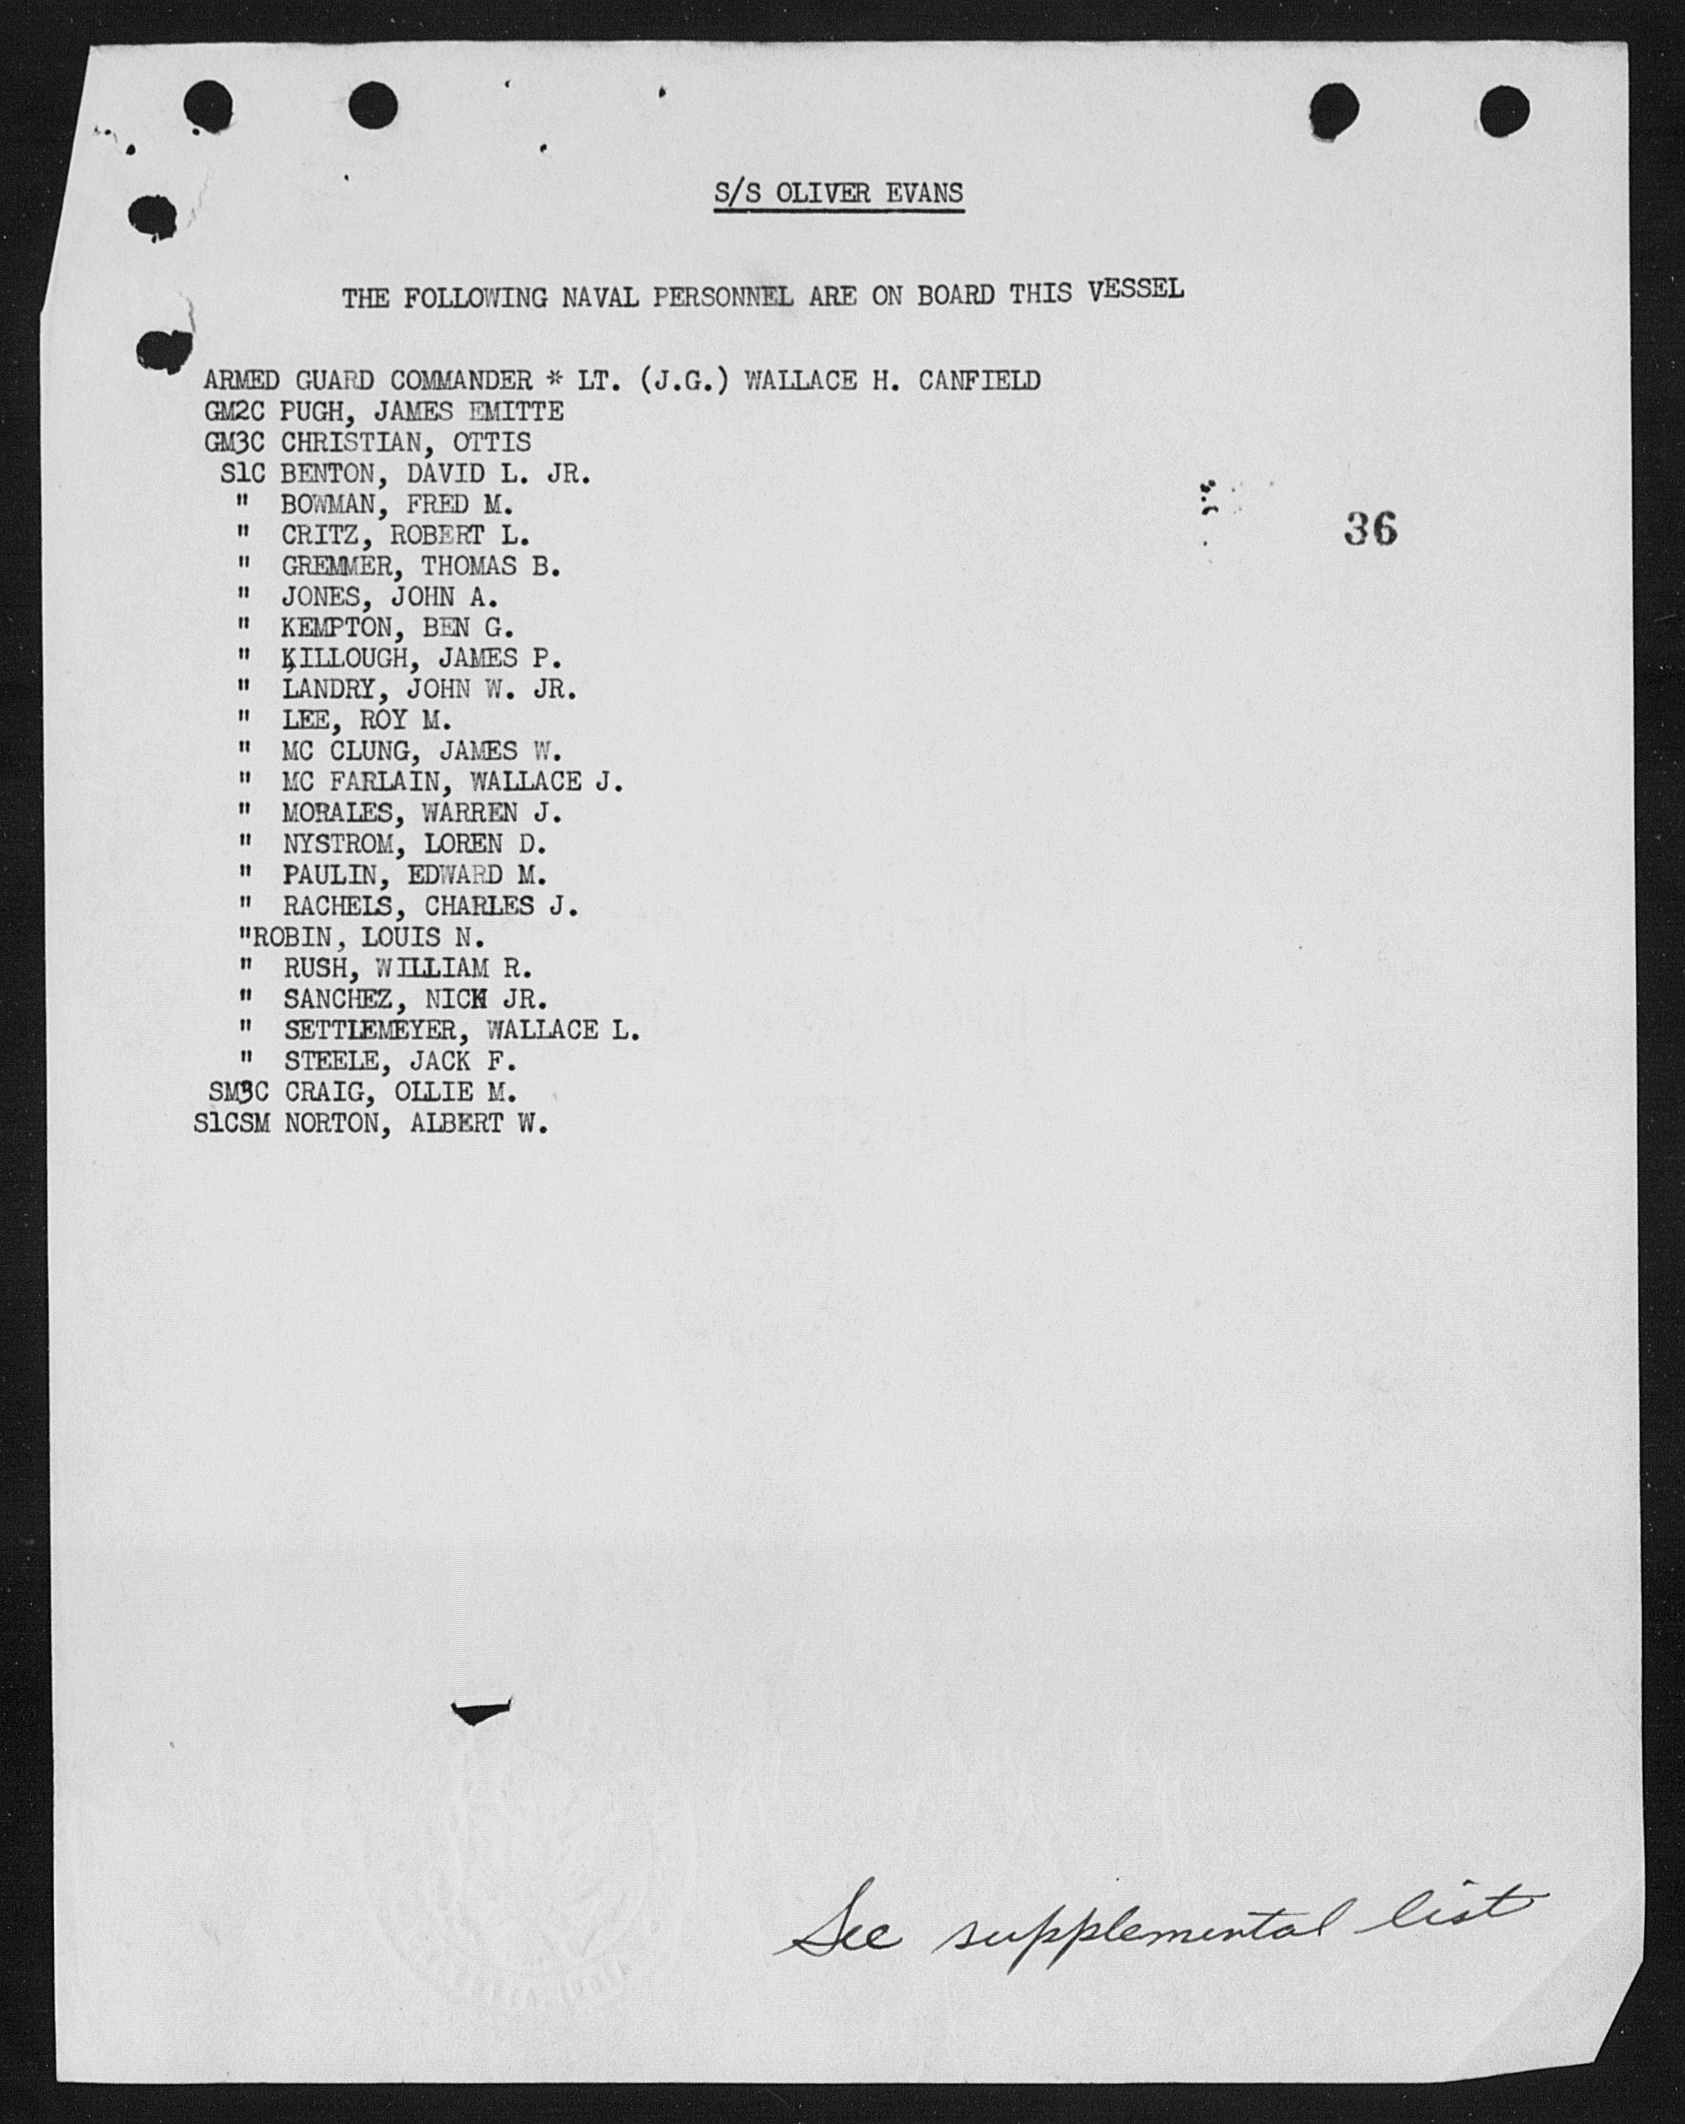 S/S OLIVER EVANS
THE FOLLOWING NAVAL PERSONNEL ARE ON BOARD THIS VESSEL
ARMED GUARD COMMANDER * LT. (J.G.) WALLACE H. CANFIELD
GM2C PUGH, JAMES EMITTE
GM3C CHRISTIAN, OTTIS
S1C BENTON, DAVID L. JR.
" BOWMAN, FRED M.
36
" CRITZ, ROBERT L.
" GREMMER, THOMAS B.
" JONES, JOHN A.
" KEMPTON, BEN G.
" KILLOUGH, JAMES P.
" LANDRY, JOHN W. JR.
" LEE, ROY M.
" MC CLUNG, JAMES W.
" MC FARLAIN, WALLACE J.
" MORALES, WARREN J.
" NYSTROM, LOREN D.
" PAULIN, EDWARD M.
" RACHELS, CHARLES J.
"ROBIN, LOUIS N.
" RUSH, WILLIAM R.
" SANCHEZ, NICK JR.
" SETTLEMEYER, WALLACE L.
" STEELE, JACK F.
SM3C CRAIG, OLLIE M.
S1CSM NORTON, ALBERT W.
See supplemental list